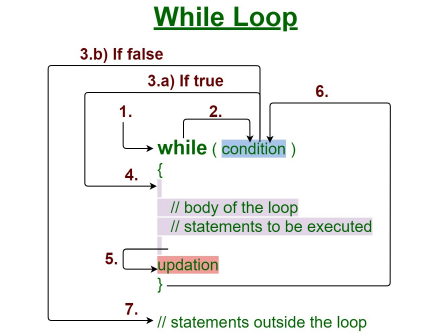 While Loop
3.b) If false
3.a) If true
6.
1.
2.
while ( condition )
{
4.
// body of the loop
// statements to be executed
5.
updation
}
7.
// statements outside the loop